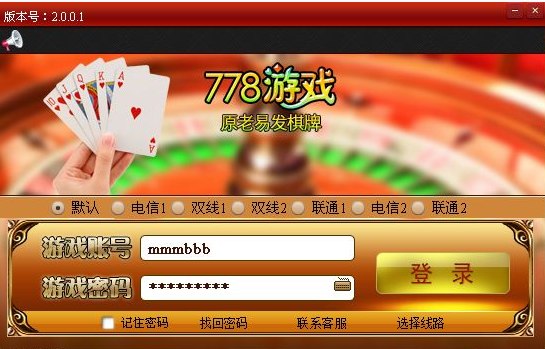 版本号：2.0.0.1
10 J Q K A
778游戏
原老易发棋牌
默认 电信1 双线1 双线2 联通1 电信2 联通2
游戏账号 mmmbbb
游戏密码 *********
登 录
记住密码 找回密码 联系客服 选择线路